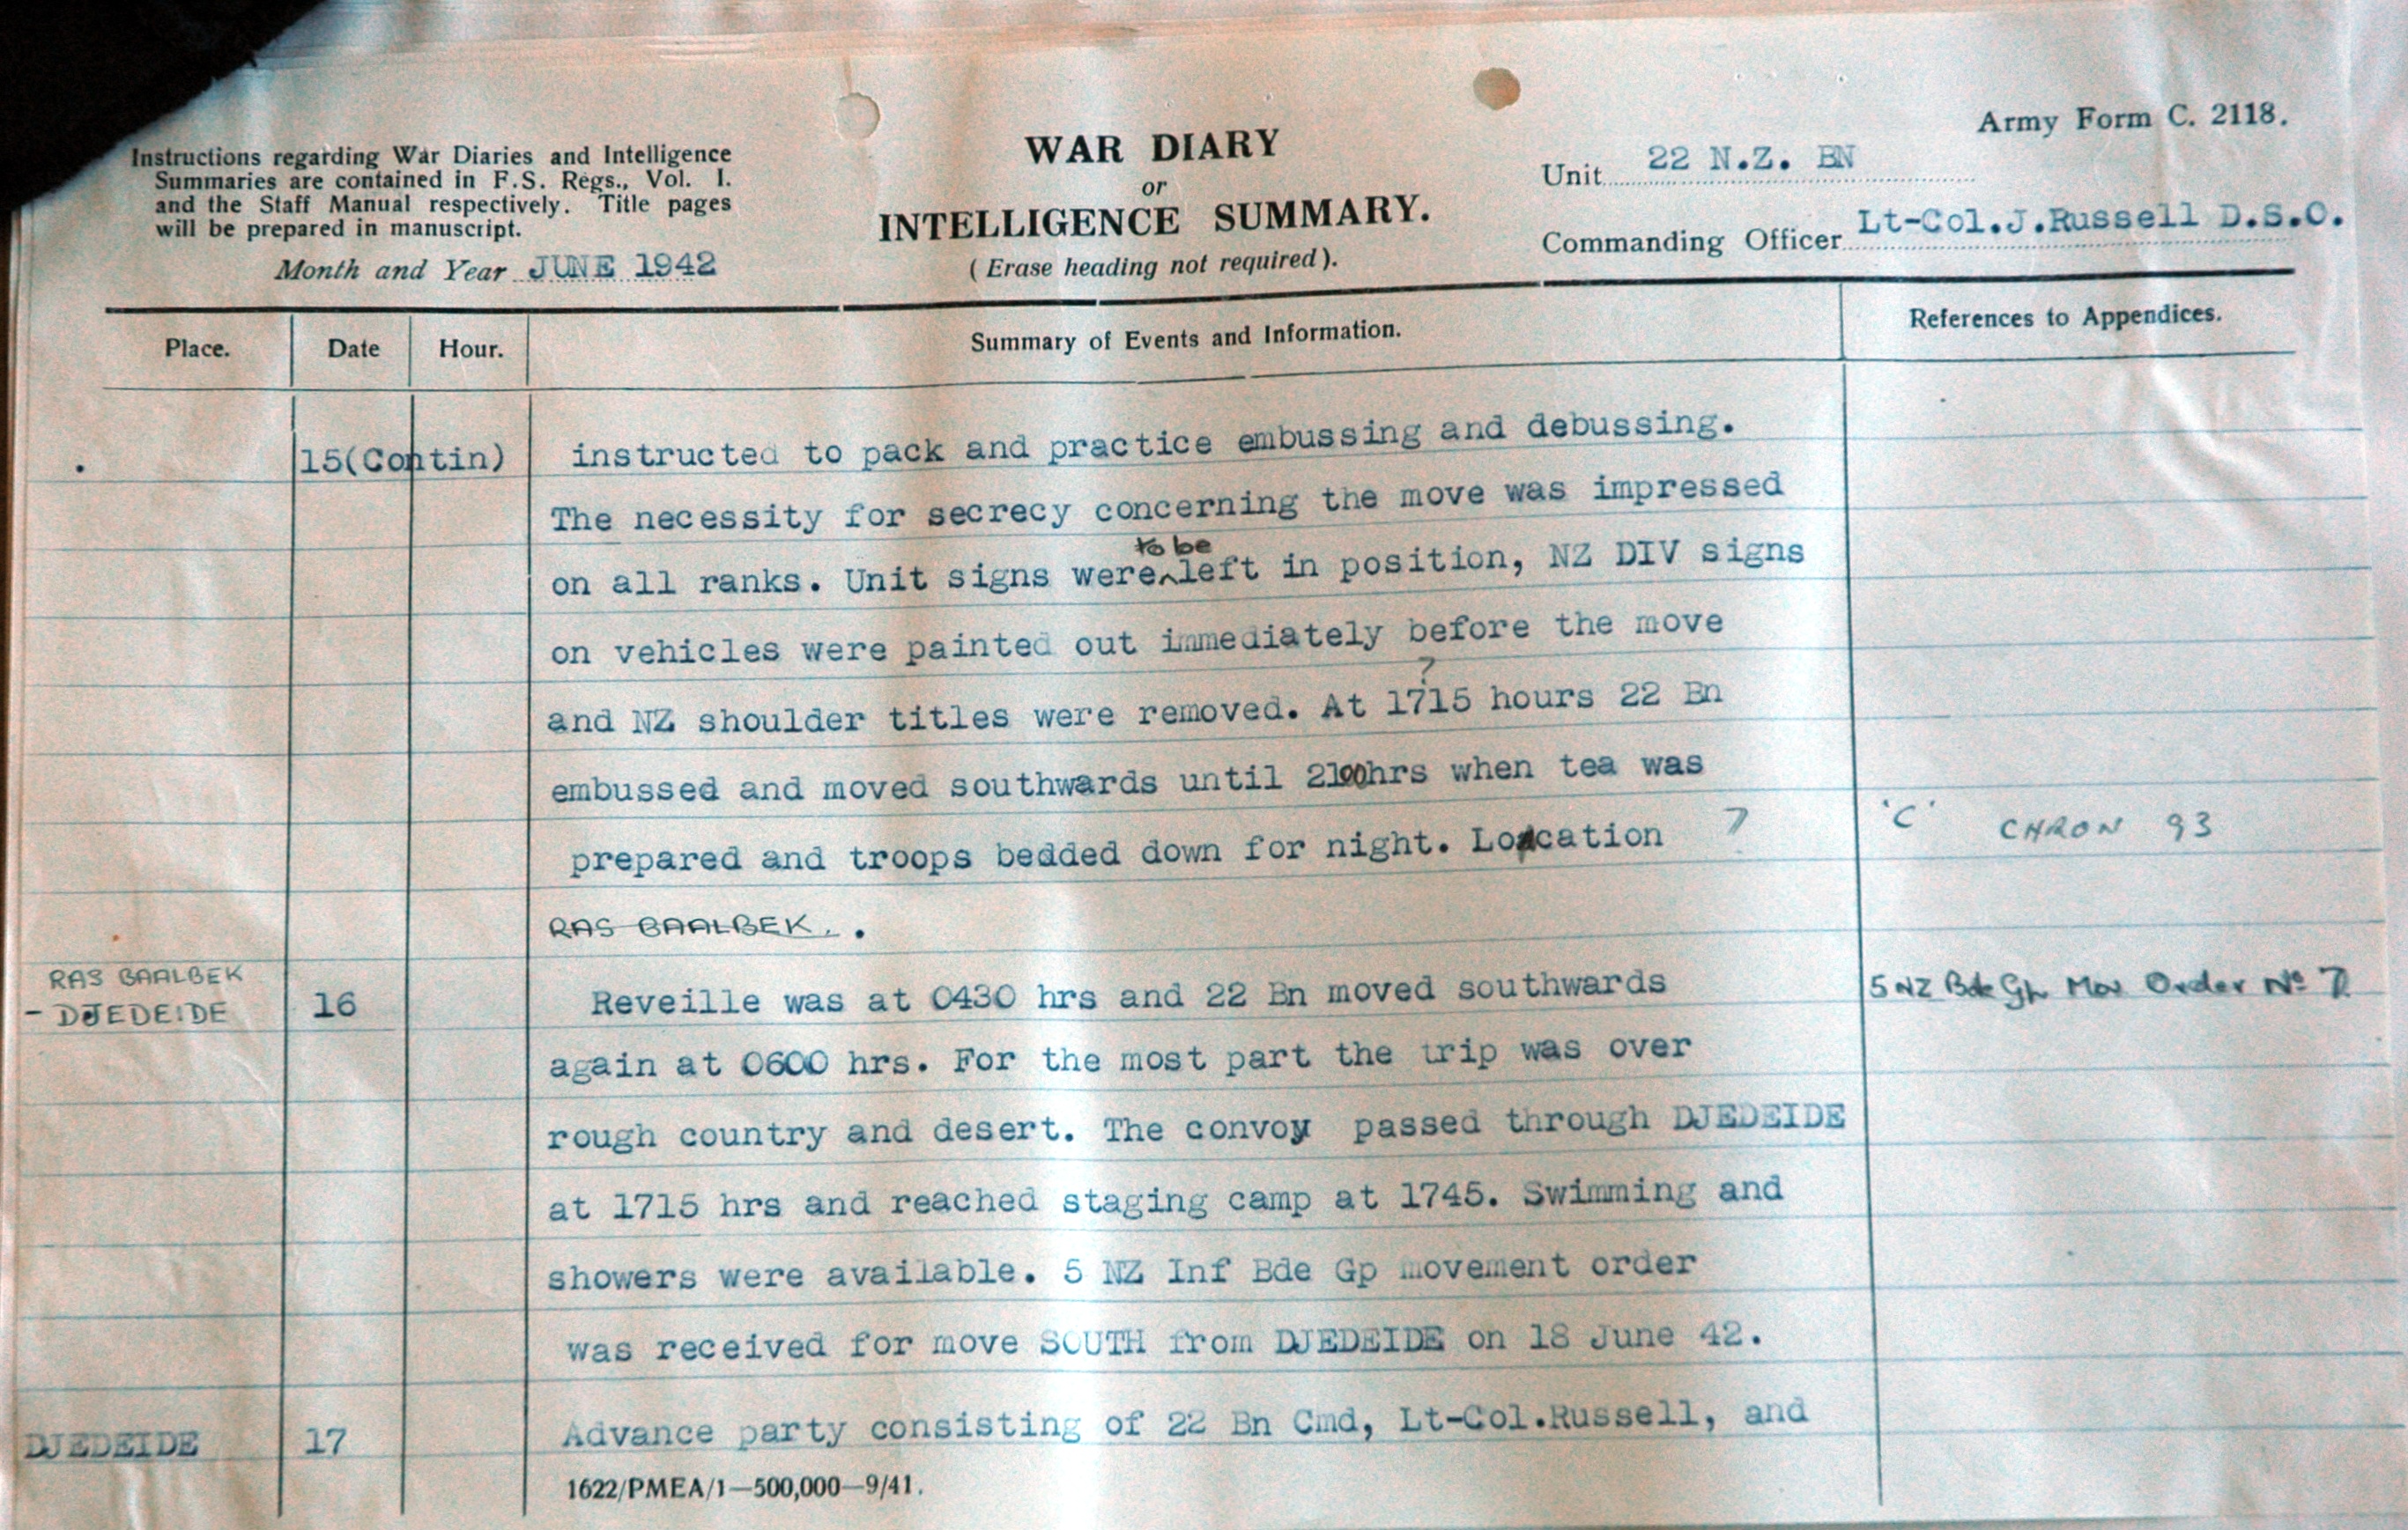 Army Form C. 2118.
Instructions regarding War Diaries and Intelligence
Summaries are contained in F.S. Regs., Vol. I.
and the Staff Manual respectively. Title pages
will be prepared in manuscript.
Month and Year JUNE 1942
WAR DIARY
or
INTELLIGENCE SUMMARY.
(Erase heading not required).
Unit 22 N.Z. BN
Commanding Officer Lt-Col.J.Russell D.S.O.
Place. Date Hour. Summary of Events and Information. References to Appendices.
15(Contin) instructed to pack and practice embussing and debussing.
The necessity for secrecy concerning the move was impressed
to be
on all ranks. Unit signs were left in position, NZ DIV signs
on vehicles were painted out immediately before the move
?
and NZ shoulder titles were removed. At 1715 hours 22 Bn
embussed and moved southwards until 2100hrs when tea was
prepared and troops bedded down for night. Location 'C' CHRON 93
RAS BAALBEK.
RAS BAALBEK
- DJEDEIDE 16 Reveille was at 0430 hrs and 22 Bn moved southwards 5 NZ Bde Gp Mov Order No 7
again at 0600 hrs. For the most part the trip was over
rough country and desert. The convoy passed through DJEDEIDE
at 1715 hrs and reached staging camp at 1745. Swimming and
showers were available. 5 NZ Inf Bde Gp movement order
was received for move SOUTH from DJEDEIDE on 18 June 42.
DJEDEIDE 17 Advance party consisting of 22 Bn Cmd, Lt-Col.Russell, and
1622/PMEA/1—500,000—9/41.